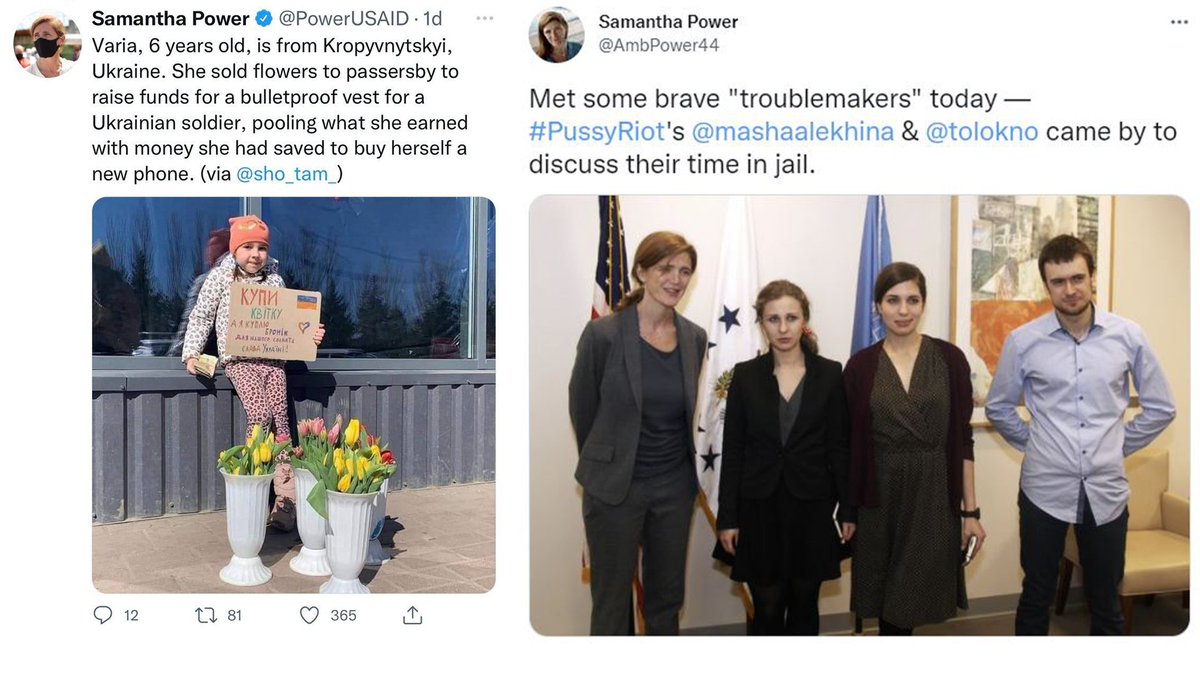 Samantha Power @PowerUSAID · 1d
Varia, 6 years old, is from Kropyvnytskyi,
Ukraine. She sold flowers to passersby to
raise funds for a bulletproof vest for a
Ukrainian soldier, pooling what she earned
with money she had saved to buy herself a
new phone. (via @sho_tam_)
КУПИ
КВІТКУ
А Я КУПЛЮ
БРОНІК
ДЛЯ НАШОГО СОЛДАТА
СЛАВА УКРАЇНІ!
12 81 365
Samantha Power
@AmbPower44
Met some brave "troublemakers" today —
#PussyRiot's @mashaalekhina & @tolokno came by to
discuss their time in jail.